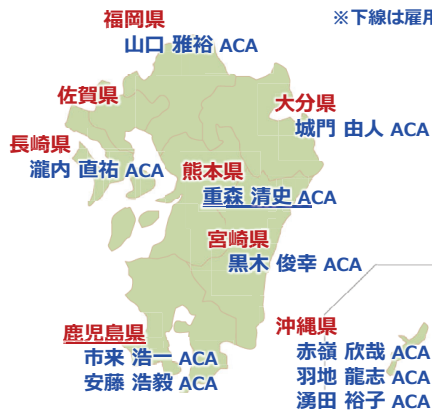 福岡県
山口 雅裕 ACA
※下線は雇用
佐賀県
大分県
城門 由人 ACA
長崎県
瀧内 直祐 ACA
熊本県
重森 清史 ACA
宮崎県
黒木 俊幸 ACA
鹿児島県
市来 浩一 ACA
安藤 浩毅 ACA
沖縄県
赤嶺 欣哉 ACA
羽地 龍志 ACA
湧田 裕子 ACA